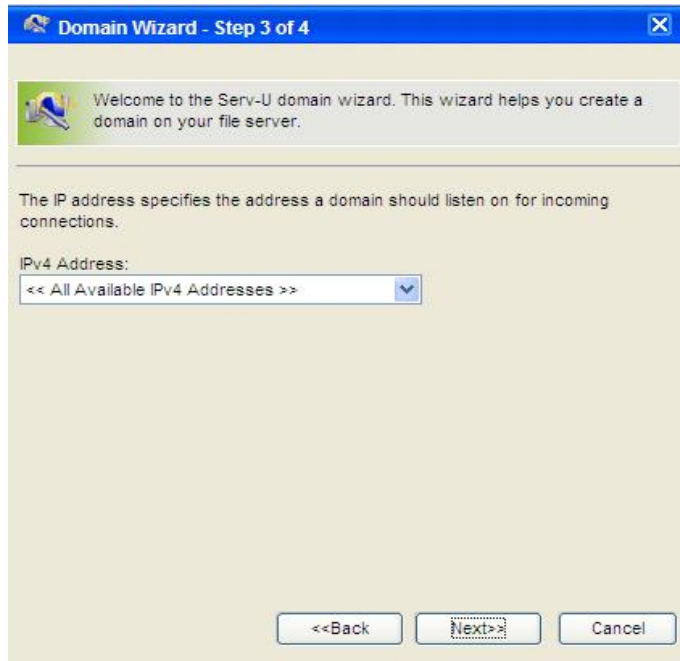 Domain Wizard - Step 3 of 4
Welcome to the Serv-U domain wizard. This wizard helps you create a
domain on your file server.
The IP address specifies the address a domain should listen on for incoming
connections.
IPv4 Address:
<< All Available IPv4 Addresses >>
<<Back
Next>>
Cancel